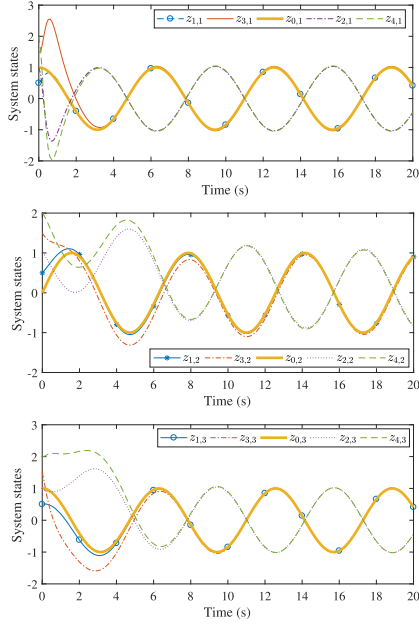 3
2
1
0
-1
-2
System states
z1,1 z3,1 z0,1 z2,1 z4,1
0 2 4 6 8 10 12 14 16 18 20
Time (s)
2
1
0
-1
-2
System states
z1,2 z3,2 z0,2 z2,2 z4,2
0 2 4 6 8 10 12 14 16 18 20
Time (s)
3
2
1
0
-1
2
System states
z1,3 z3,3 z0,3 z2,3 z4,3
0 2 4 6 8 10 12 14 16 18 20
Time (s)